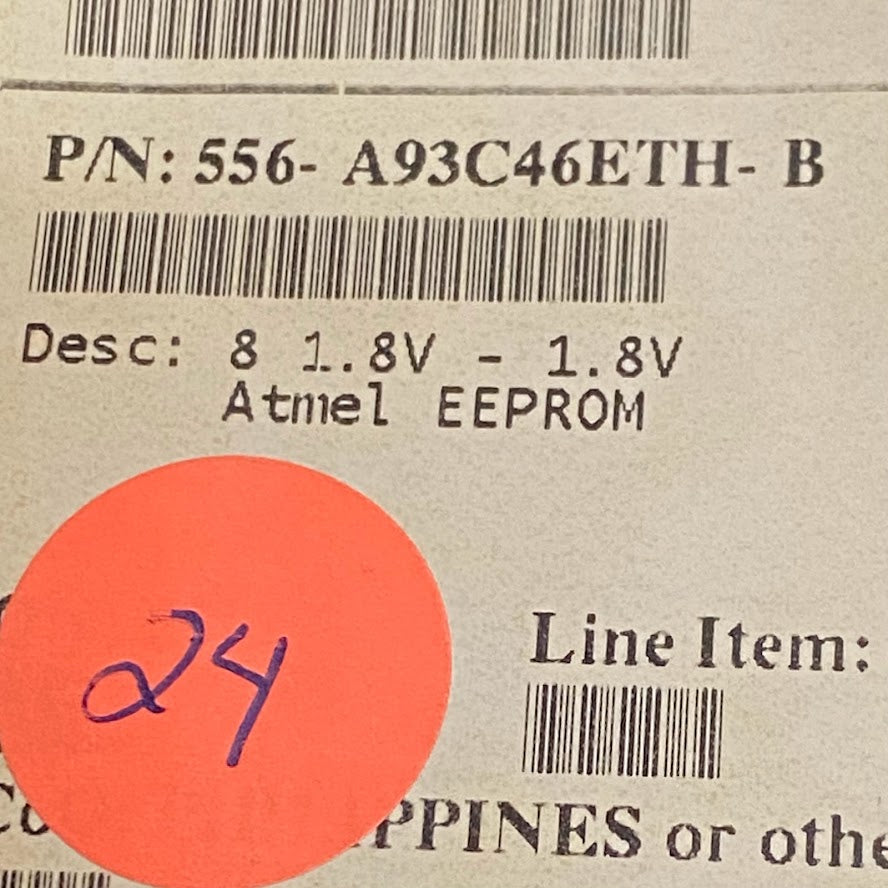 P/N: 556- A93C46ETH- B
Desc: 8 1.8V - 1.8V
Atmel EEPROM
24
Line Item:
PPINES or othe